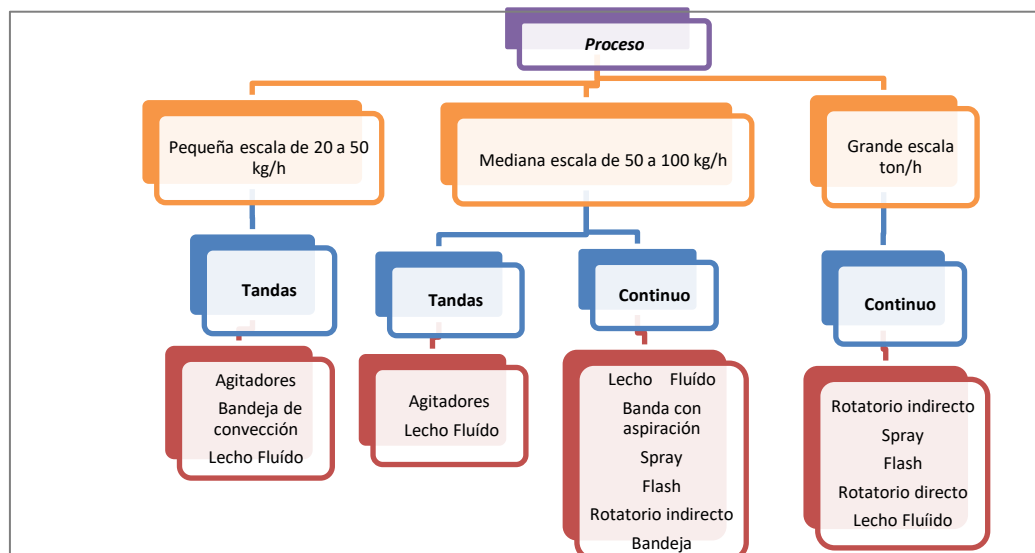 Proceso
Pequeña escala de 20 a 50
kg/h
Mediana escala de 50 a 100 kg/h
Grande escala
ton/h
Tandas
Tandas
Continuo
Continuo
Agitadores
Bandeja de
convección
Lecho Fluído
Agitadores
Lecho Fluído
Lecho Fluído
Banda con
aspiración
Spray
Flash
Rotatorio indirecto
Bandeja
Rotatorio indirecto
Spray
Flash
Rotatorio directo
Lecho Fluíido